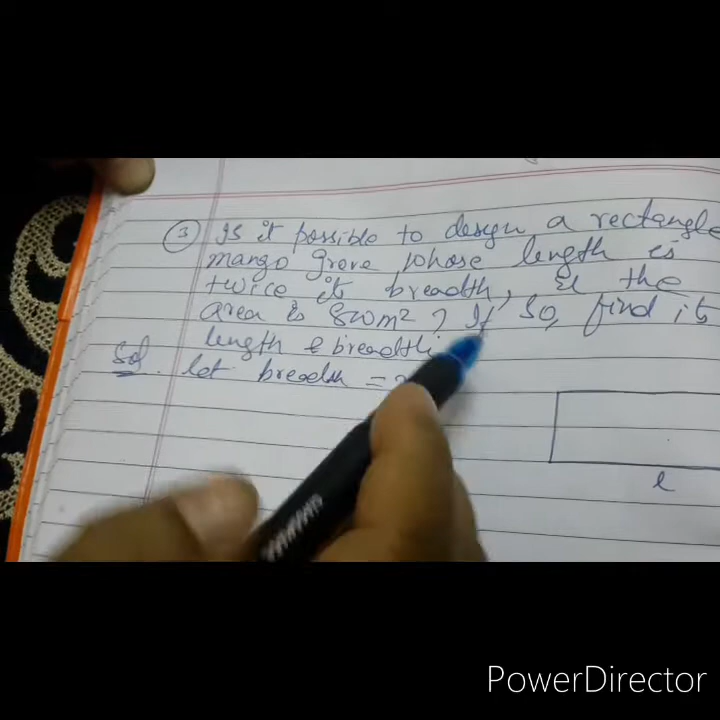 3 Is it possible to design a rectangle
mango grove whose length is
twice it breadth, & the
area is 800m² ? If so, find its
length & breadth
Sol. let breadth =
l
PowerDirector